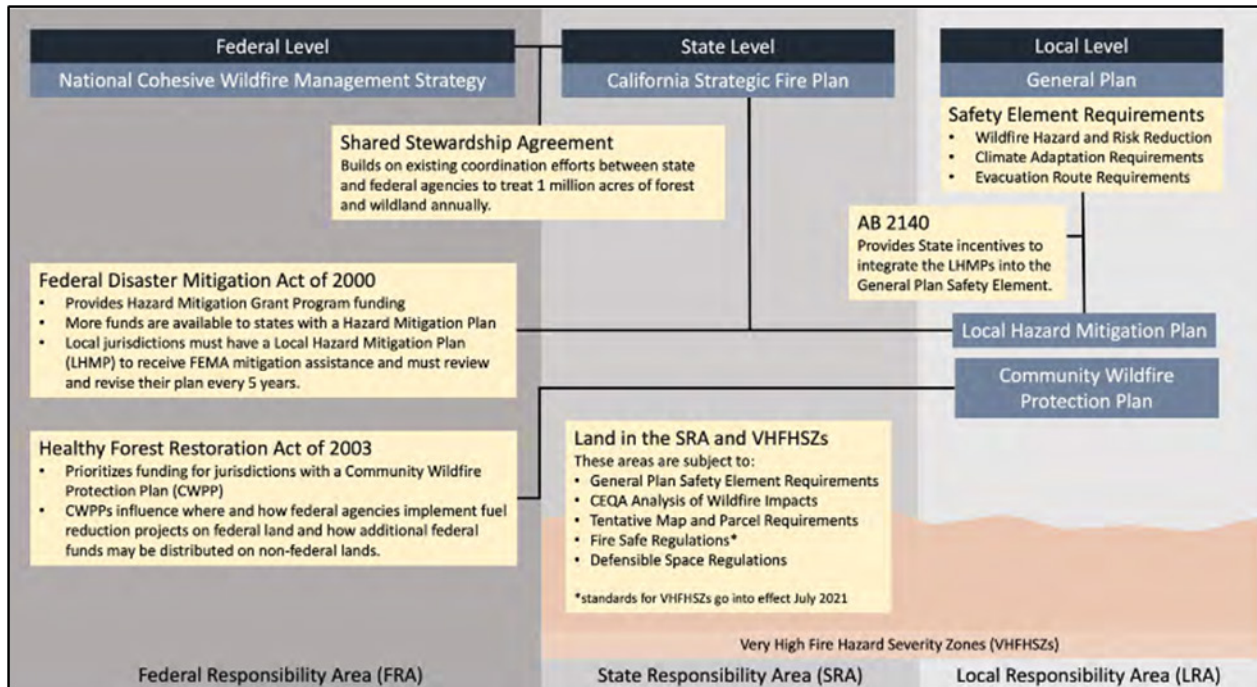 Federal Level
National Cohesive Wildfire Management Strategy
State Level
California Strategic Fire Plan
Local Level
General Plan
Safety Element Requirements
• Wildfire Hazard and Risk Reduction
• Climate Adaptation Requirements
• Evacuation Route Requirements
Shared Stewardship Agreement
Builds on existing coordination efforts between state
and federal agencies to treat 1 million acres of forest
and wildland annually.
AB 2140
Provides State incentives to
integrate the LHMPs into the
General Plan Safety Element.
Federal Disaster Mitigation Act of 2000
• Provides Hazard Mitigation Grant Program funding
• More funds are available to states with a Hazard Mitigation Plan
• Local jurisdictions must have a Local Hazard Mitigation Plan
(LHMP) to receive FEMA mitigation assistance and must review
and revise their plan every 5 years.
Local Hazard Mitigation Plan
Community Wildfire
Protection Plan
Healthy Forest Restoration Act of 2003
• Prioritizes funding for jurisdictions with a Community Wildfire
Protection Plan (CWPP)
• CWPPs influence where and how federal agencies implement fuel
reduction projects on federal land and how additional federal
funds may be distributed on non-federal lands.
Land in the SRA and VHFHSZs
These areas are subject to:
• General Plan Safety Element Requirements
• CEQA Analysis of Wildfire Impacts
• Tentative Map and Parcel Requirements
• Fire Safe Regulations*
• Defensible Space Regulations
*standards for VHFHSZs go into effect July 2021
Very High Fire Hazard Severity Zones (VHFHSZs)
Federal Responsibility Area (FRA)
State Responsibility Area (SRA)
Local Responsibility Area (LRA)